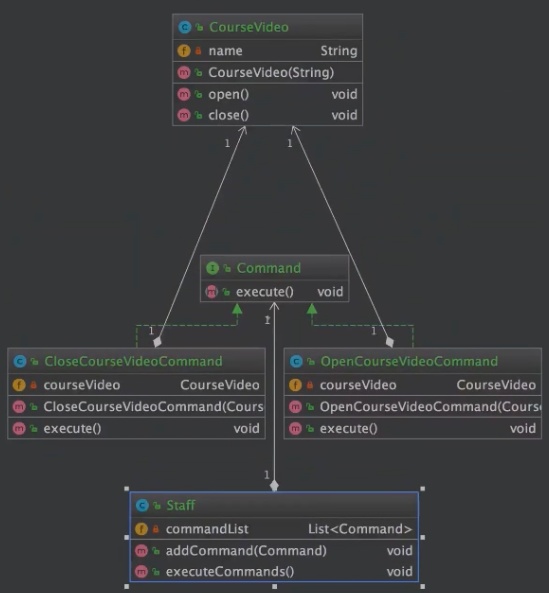 CourseVideo
name String
CourseVideo(String)
open() void
close() void
1 1
Command
execute() void
1 1
CloseCourseVideoCommand
courseVideo CourseVideo
CloseCourseVideoCommand(Cours
execute() void
OpenCourseVideoCommand
courseVideo CourseVideo
OpenCourseVideoCommand(Course
execute() void
1
Staff
commandList List<Command>
addCommand(Command) void
executeCommands() void